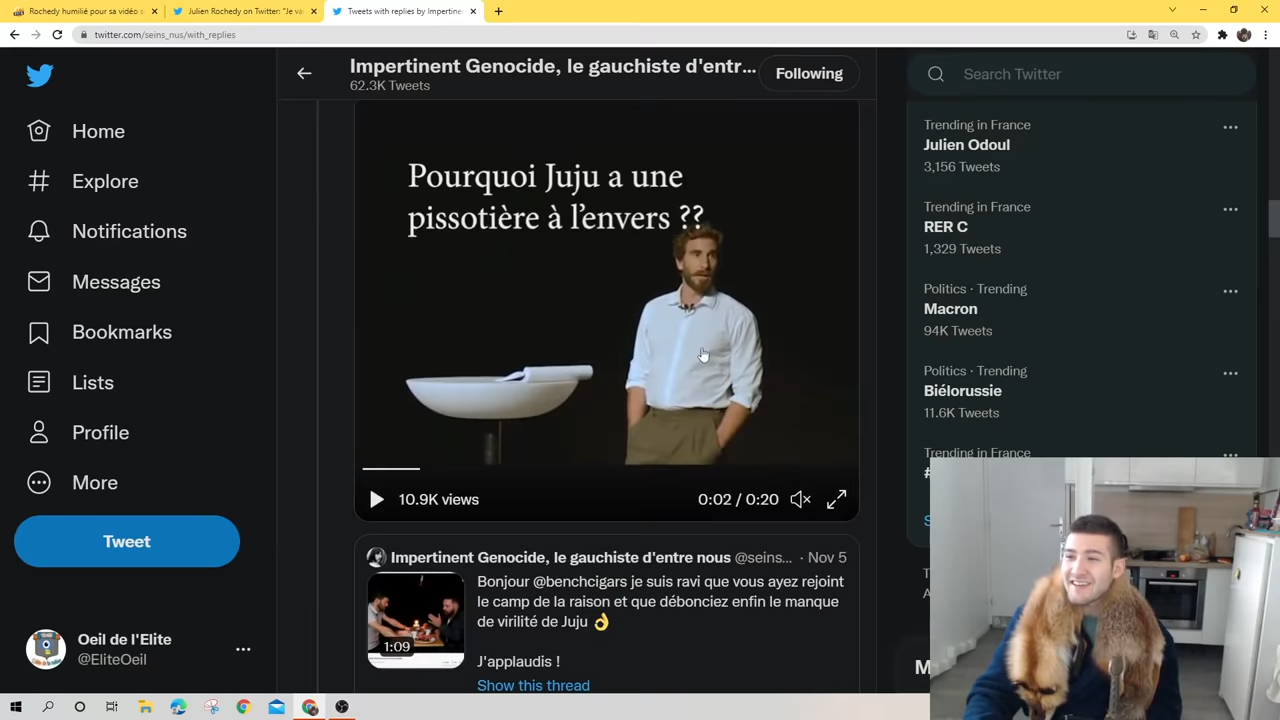 Rochedy humilié pour sa vidéo s
Julien Rochedy on Twitter: "Je vai
Tweets with replies by Impertine
twitter.com/seins_nus/with_replies
Impertinent Genocide, le gauchiste d'entr...
62.3K Tweets
Following
Search Twitter
Home
Explore
Notifications
Messages
Bookmarks
Lists
Profile
More
Tweet
Oeil de l'Elite
@EliteOeil
Pourquoi Juju a une
pissotière à l'envers ??
10.9K views
0:02 / 0:20
Impertinent Genocide, le gauchiste d'entre nous @seins... · Nov 5
Bonjour @benchcigars je suis ravi que vous ayez rejoint
le camp de la raison et que débonciez enfin le manque
de virilité de Juju 👌
1:09
J'applaudis !
Show this thread
Trending in France
Julien Odoul
3,156 Tweets
Trending in France
RER C
1,329 Tweets
Politics · Trending
Macron
94K Tweets
Politics · Trending
Biélorussie
11.6K Tweets
Trending in France
#